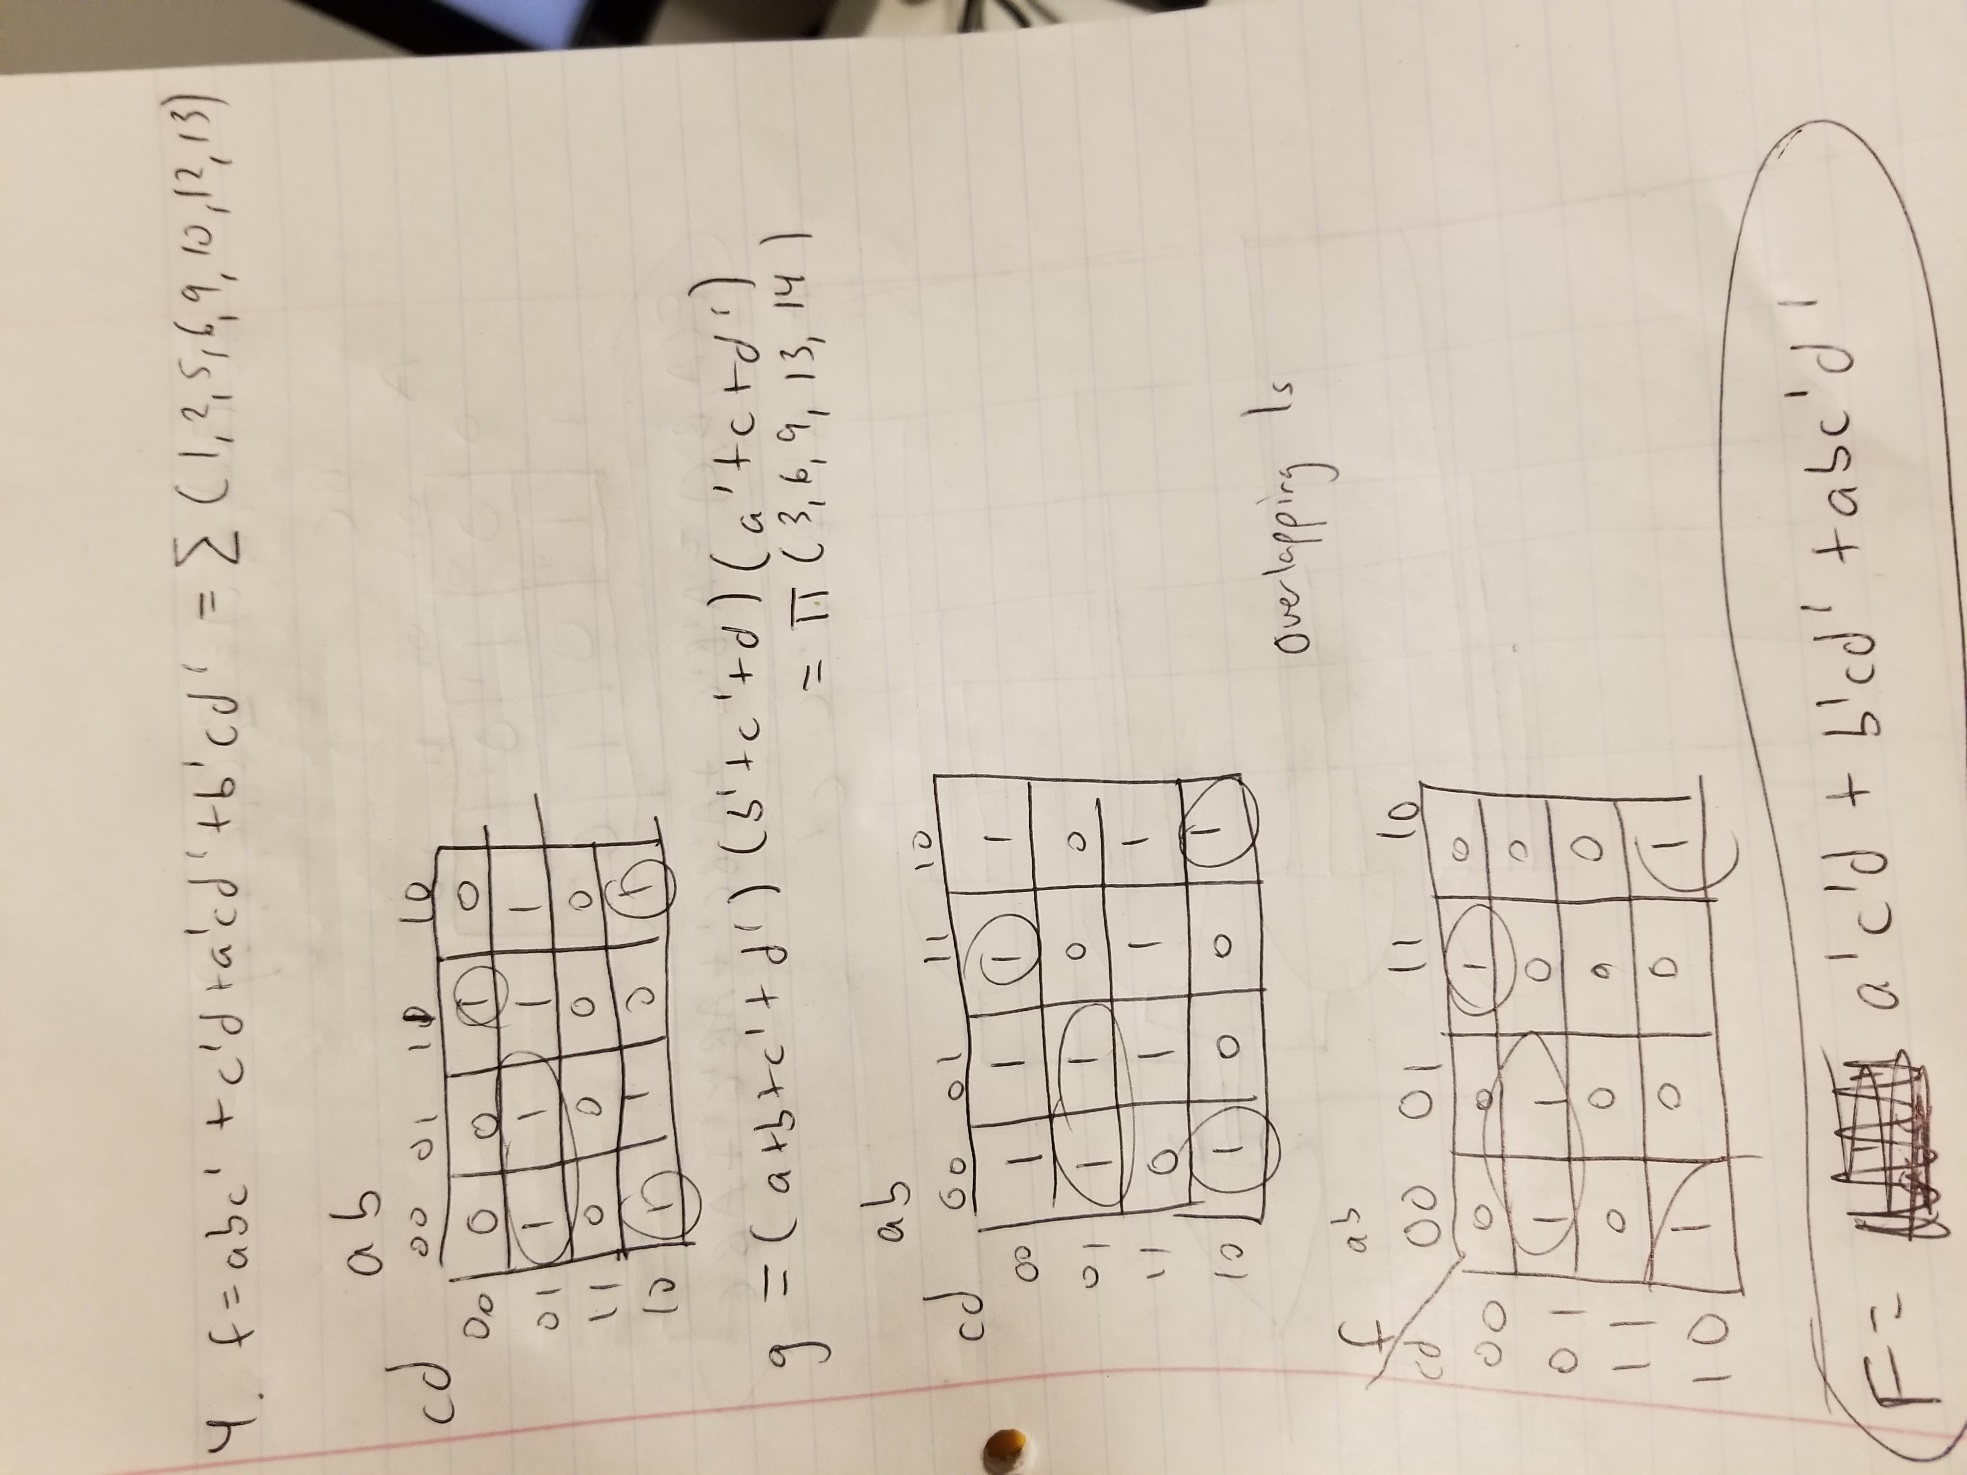 4. f = abc' + c'd + a'cd' + b'cd' = Σ (1,2,5,6,9,10,12,13)
ab
cd 00 01 11 10
00 0 0 1 0
01 1 1 1 1
11 0 0 0 0
10 1 1 0 1
g = (a+b+c'+d') (b'+c'+d) (a'+c+d')
= Π (3,6,9,13,14)
ab
cd 00 01 11 10
00 1 1 1 1
01 1 1 0 0
11 0 1 1 1
10 1 0 0 1
Overlapping 1s
f ab
cd 00 01 11 10
00 0 0 1 0
01 1 1 0 0
11 0 0 0 0
10 1 0 0 1
F = a'c'd + b'cd' + abc'd'